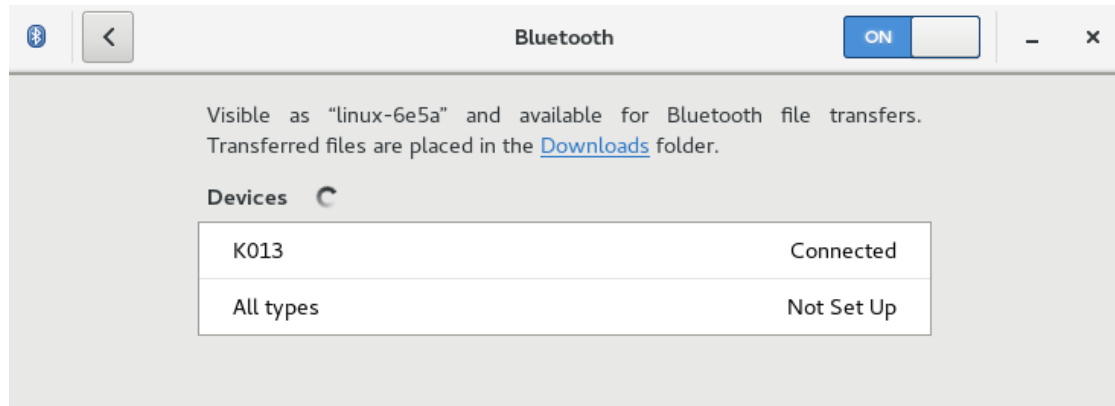 Bluetooth
ON
Visible as “linux-6e5a” and available for Bluetooth file transfers.
Transferred files are placed in the Downloads folder.
Devices
K013 Connected
All types Not Set Up